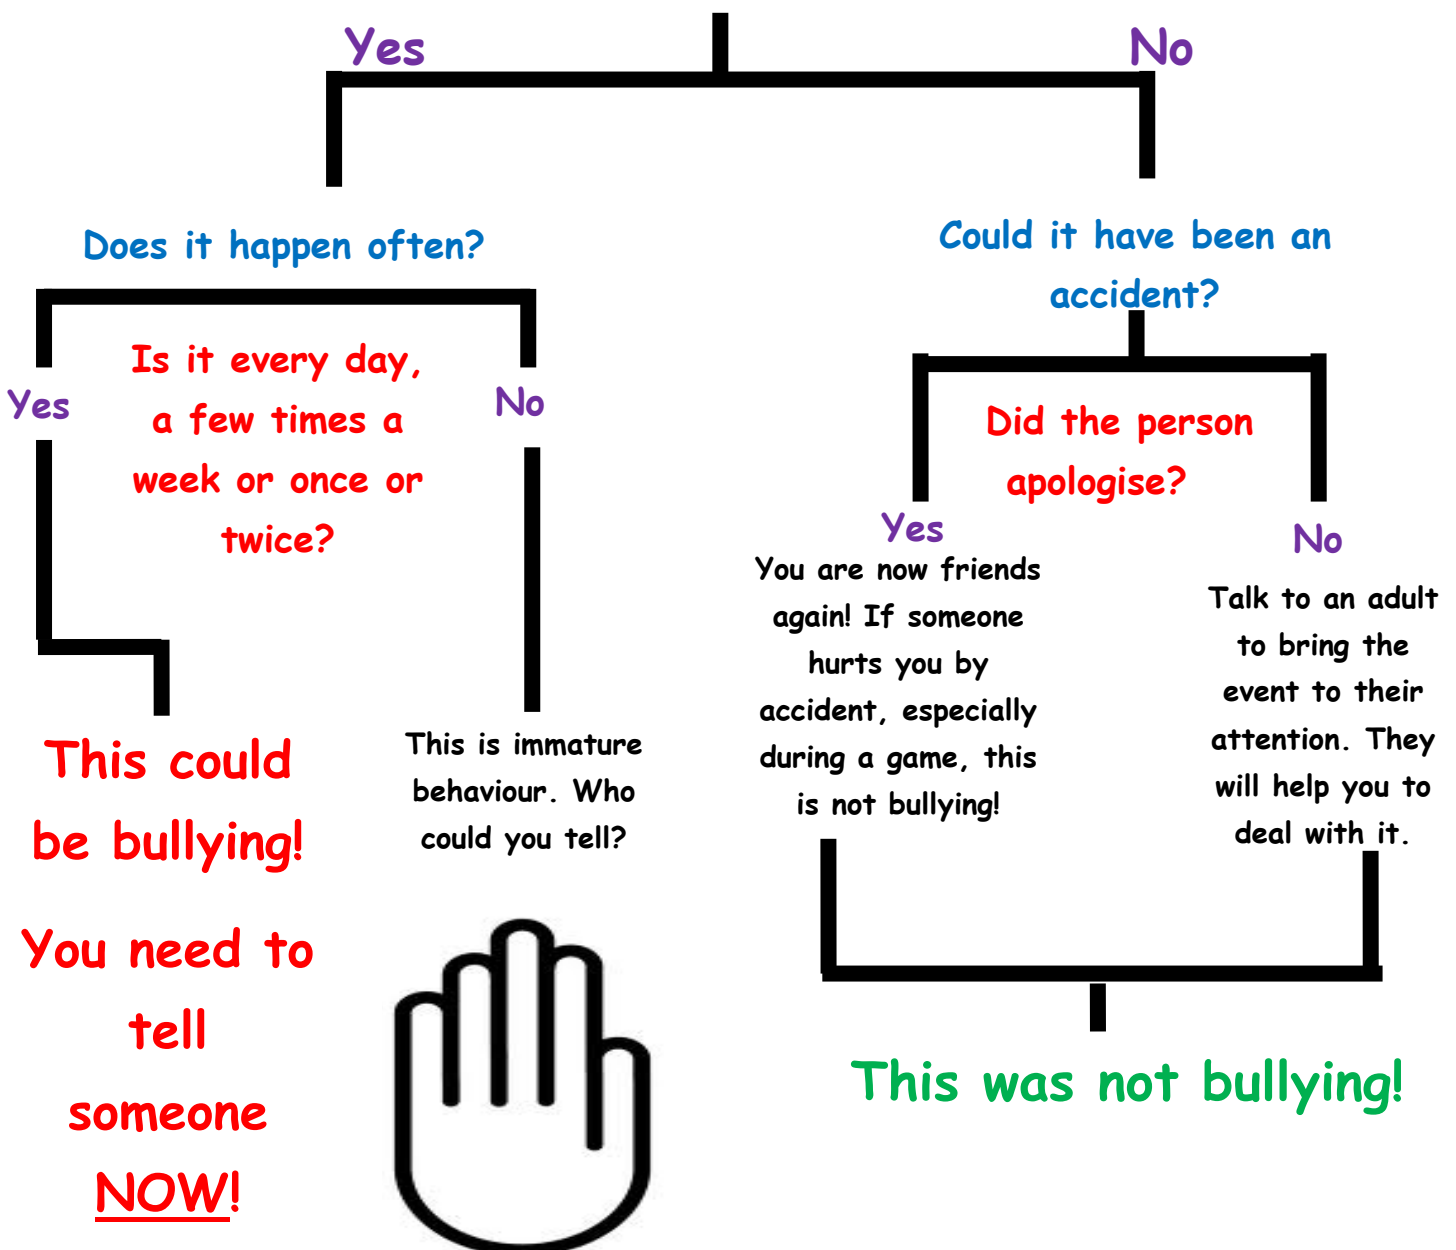 Yes
No
Does it happen often?
Is it every day,
a few times a
week or once or
twice?
Yes
No
This could
be bullying!
You need to
tell
someone
NOW!
This is immature
behaviour. Who
could you tell?
Could it have been an
accident?
Did the person
apologise?
Yes
You are now friends
again! If someone
hurts you by
accident, especially
during a game, this
is not bullying!
No
Talk to an adult
to bring the
event to their
attention. They
will help you to
deal with it.
This was not bullying!